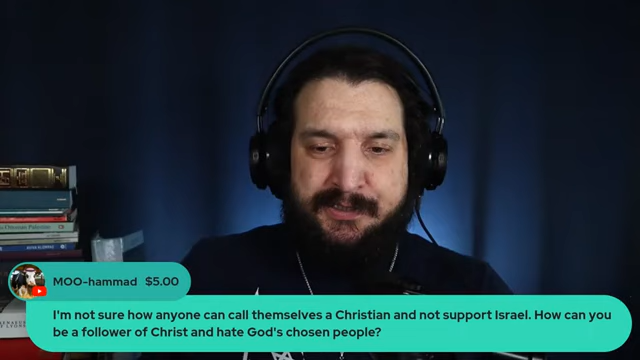 MOO-hammad $5.00
I'm not sure how anyone can call themselves a Christian and not support Israel. How can you
be a follower of Christ and hate God's chosen people?